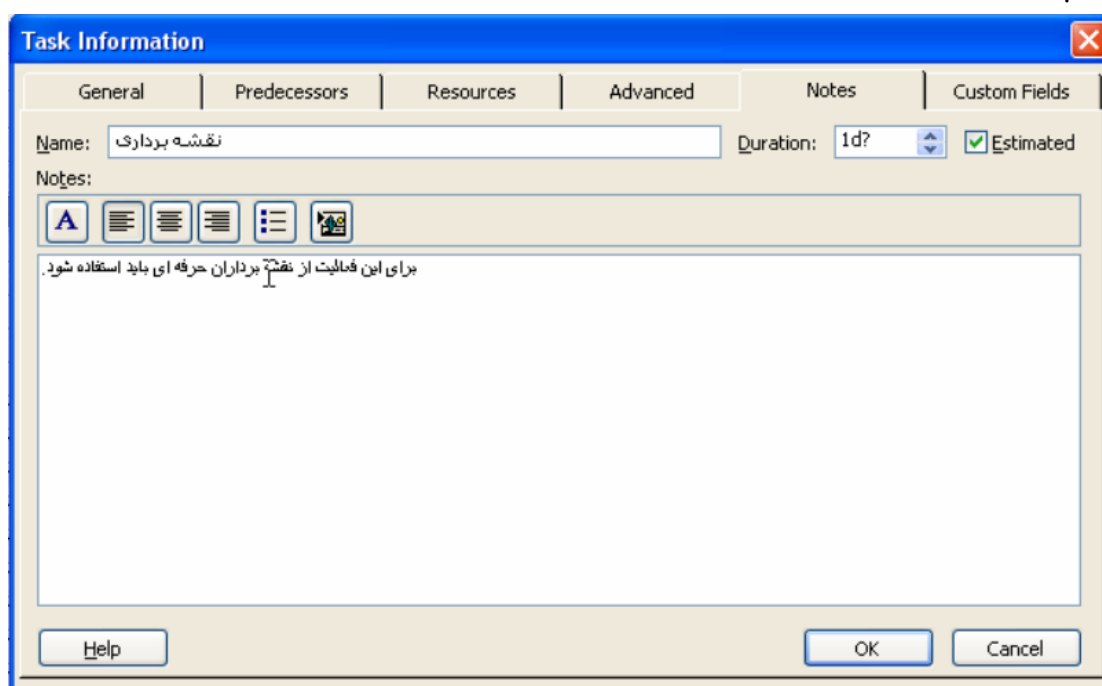 Task Information
General Predecessors Resources Advanced Notes Custom Fields
Name: نقشه برداری Duration: 1d? Estimated
Notes:
A
برای این فعالیت از نقشه برداران حرفه ای باید استفاده شود.
Help OK Cancel